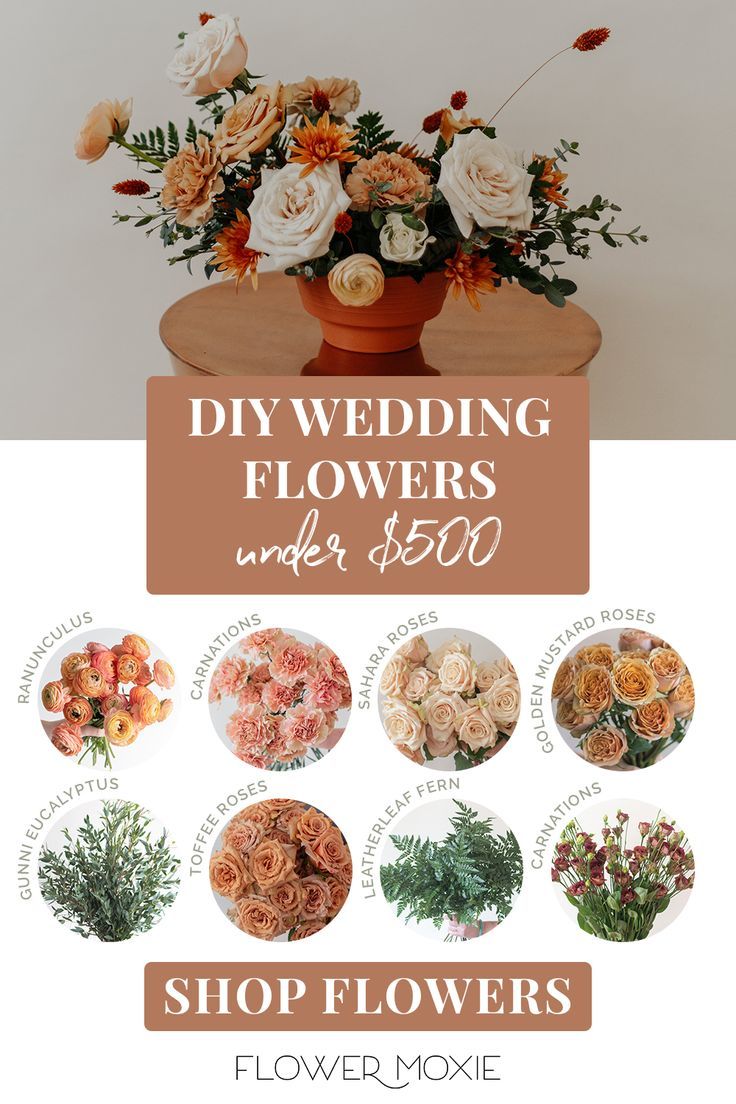 DIY WEDDING
FLOWERS
under $500
RANUNCULUS
CARNATIONS
SAHARA ROSES
GOLDEN MUSTARD ROSES
GUNNI EUCALYPTUS
TOFFEE ROSES
LEATHERLEAF FERN
CARNATIONS
SHOP FLOWERS
FLOWER MOXIE